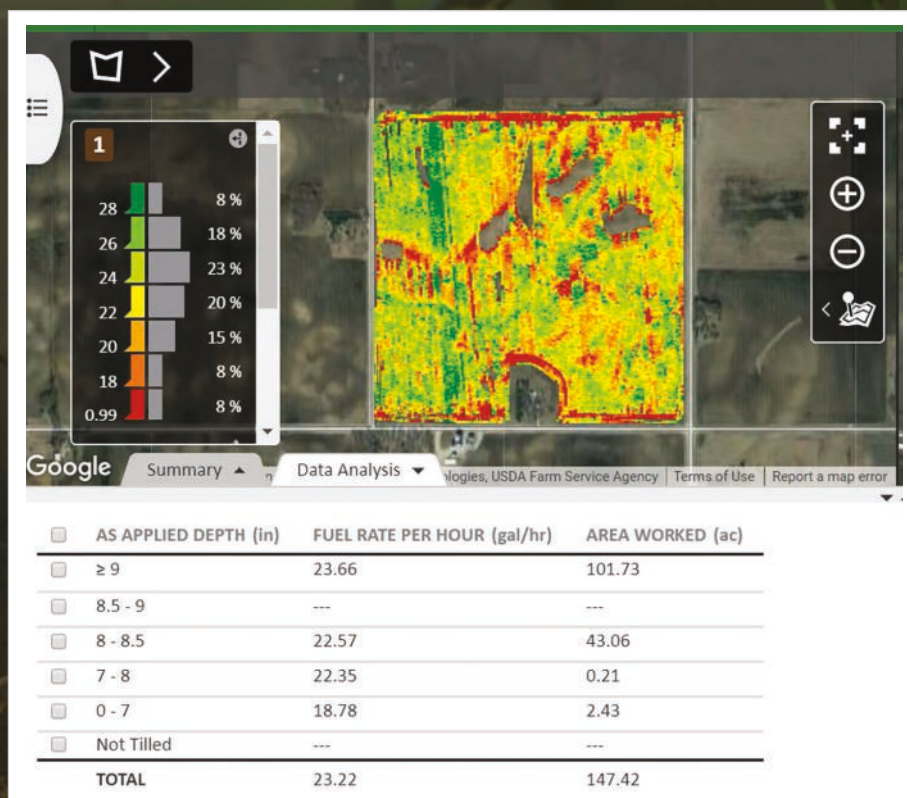 1
28 8 %
26 18 %
24 23 %
22 20 %
20 15 %
18 8 %
0.99 8 %
Google
Summary
Data Analysis
logies, USDA Farm Service Agency
Terms of Use
Report a map error
AS APPLIED DEPTH (in) FUEL RATE PER HOUR (gal/hr) AREA WORKED (ac)
≥ 9 23.66 101.73
8.5 - 9 --- ---
8 - 8.5 22.57 43.06
7 - 8 22.35 0.21
0 - 7 18.78 2.43
Not Tilled --- ---
TOTAL 23.22 147.42